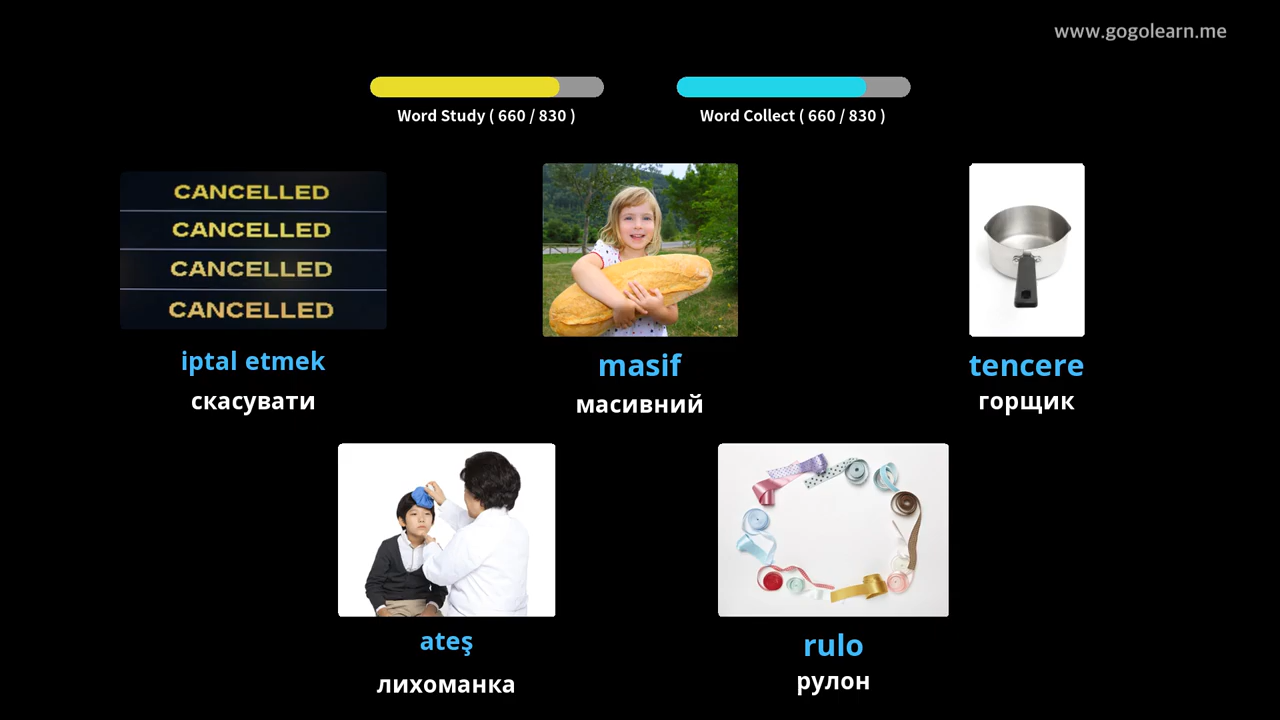 www.gogolearn.me
Word Study ( 660 / 830 )
Word Collect ( 660 / 830 )
CANCELLED
CANCELLED
CANCELLED
CANCELLED
iptal etmek
скасувати
masif
масивний
tencere
горщик
ateş
лихоманка
rulo
рулон